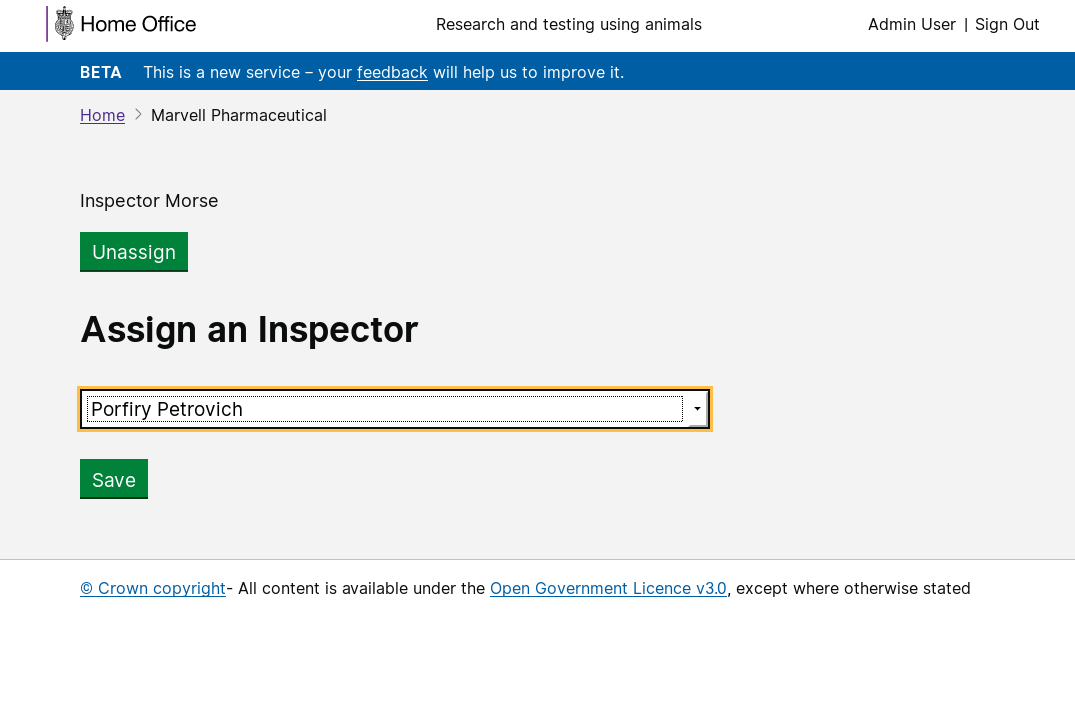 Home Office
Research and testing using animals
Admin User | Sign Out
BETA This is a new service – your feedback will help us to improve it.
Home > Marvell Pharmaceutical
Inspector Morse
Unassign
Assign an Inspector
Porfiry Petrovich
Save
© Crown copyright- All content is available under the Open Government Licence v3.0, except where otherwise stated